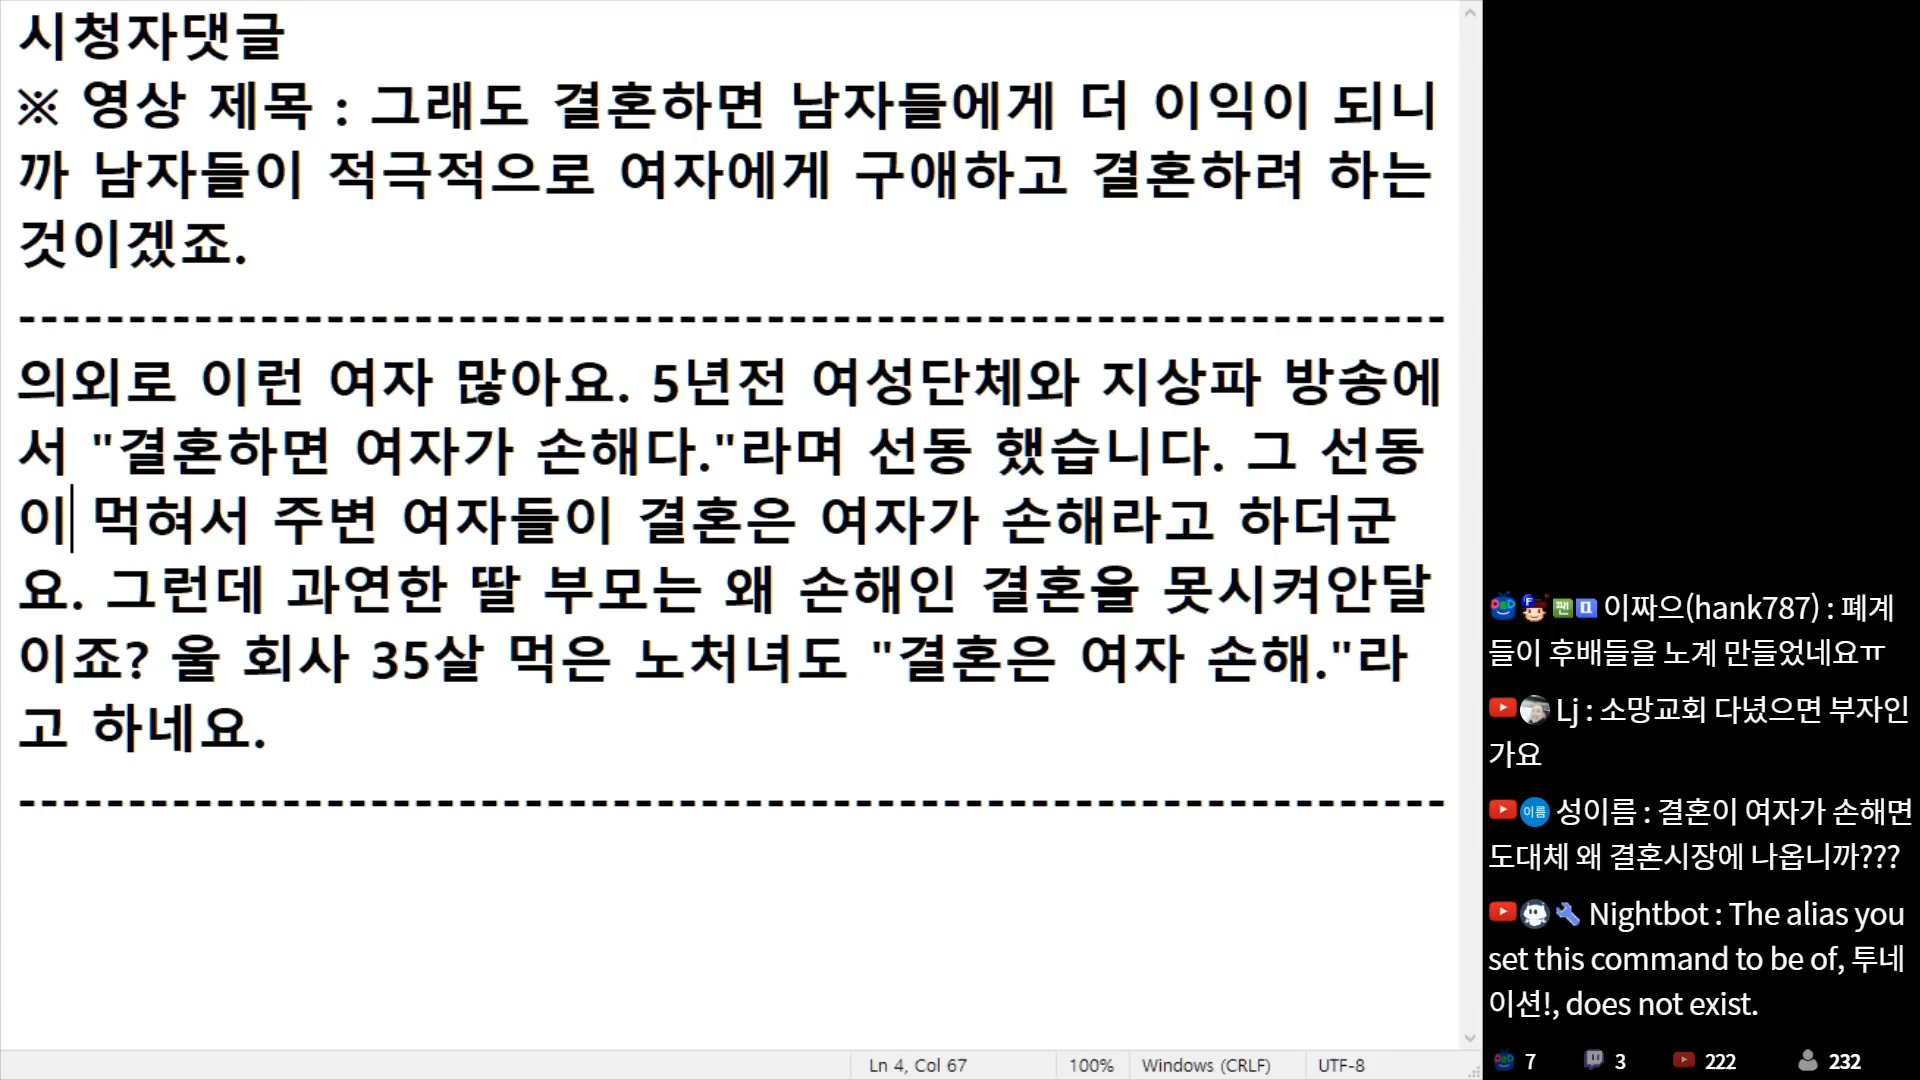 시청자댓글
※ 영상 제목 : 그래도 결혼하면 남자들에게 더 이익이 되니
까 남자들이 적극적으로 여자에게 구애하고 결혼하려 하는
것이겠죠.
------------------------------------------------------------------
의외로 이런 여자 많아요. 5년전 여성단체와 지상파 방송에
서 "결혼하면 여자가 손해다."라며 선동 했습니다. 그 선동
이 먹혀서 주변 여자들이 결혼은 여자가 손해라고 하더군
요. 그런데 과연한 딸 부모는 왜 손해인 결혼을 못시켜안달
이죠? 울 회사 35살 먹은 노처녀도 "결혼은 여자 손해."라
고 하네요.
------------------------------------------------------------------
Ln 4, Col 67
100%
Windows (CRLF)
UTF-8
팬 이짜으(hank787) : 폐계
들이 후배들을 노계 만들었네요ㅠ
Lj : 소망교회 다녔으면 부자인
가요
이름 성이름 : 결혼이 여자가 손해면
도대체 왜 결혼시장에 나옵니까???
Nightbot : The alias you
set this command to be of, 투네
이션!, does not exist.
7
3
222
232